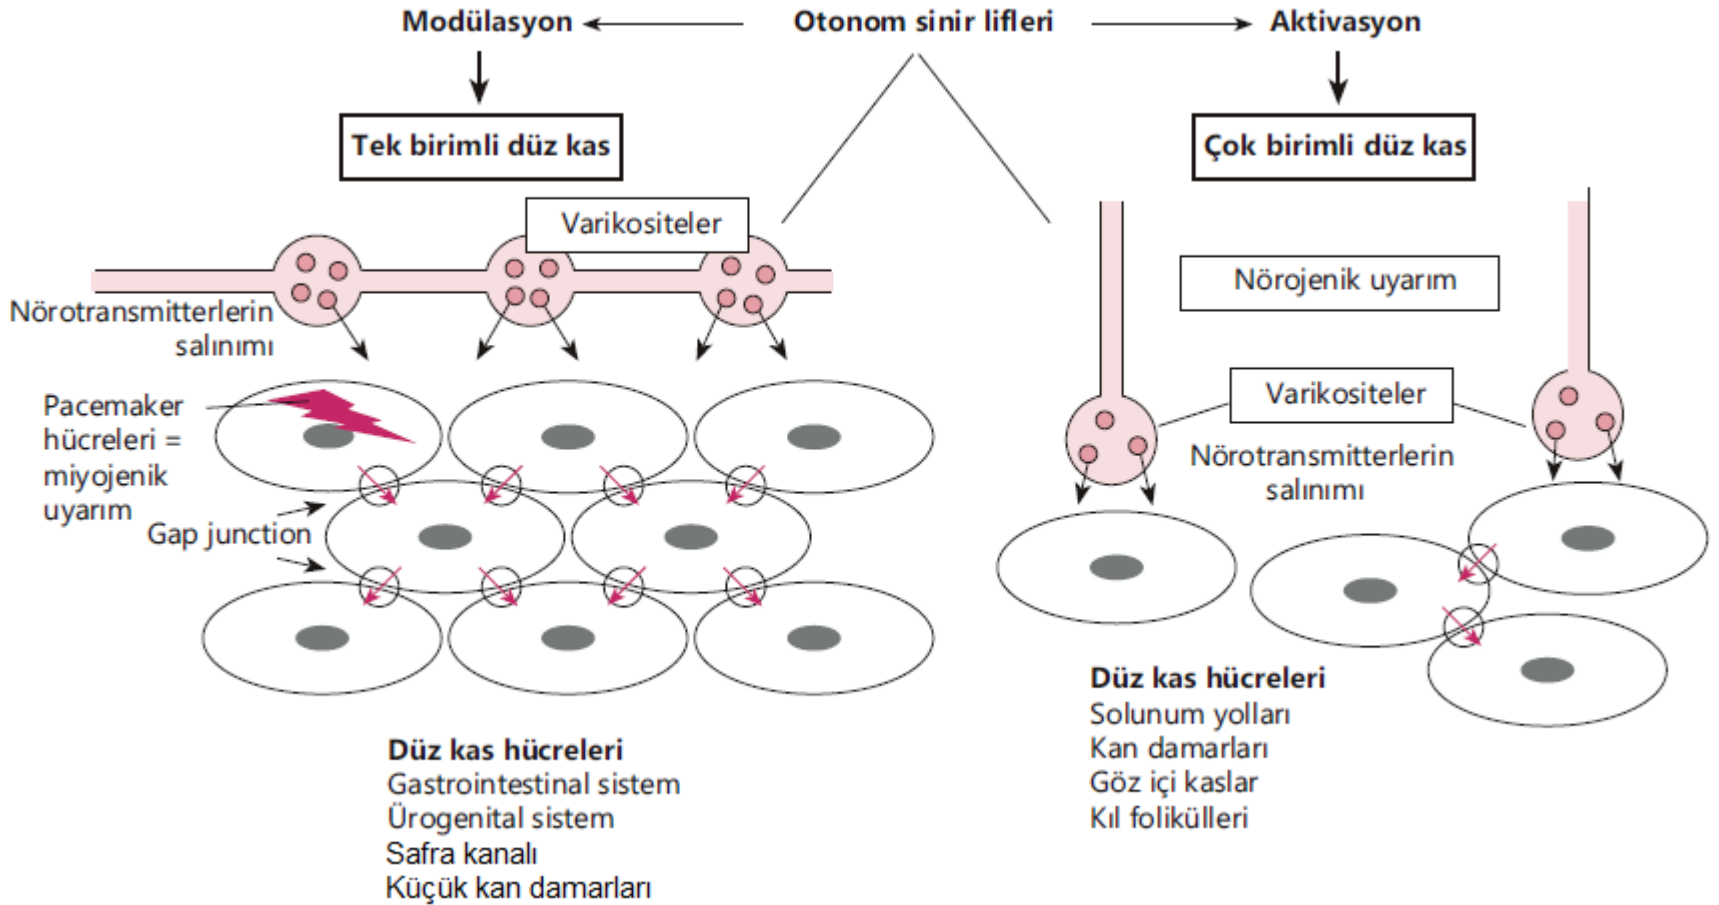 Modülasyon
Otonom sinir lifleri
Aktivasyon
Tek birimli düz kas
Çok birimli düz kas
Varikositeler
Nörotransmitterlerin
salınımı
Pacemaker
hücreleri =
miyojenik
uyarım
Gap junction
Düz kas hücreleri
Gastrointestinal sistem
Ürogenital sistem
Safra kanalı
Küçük kan damarları
Nörojenik uyarım
Varikositeler
Nörotransmitterlerin
salınımı
Düz kas hücreleri
Solunum yolları
Kan damarları
Göz içi kaslar
Kıl folikülleri